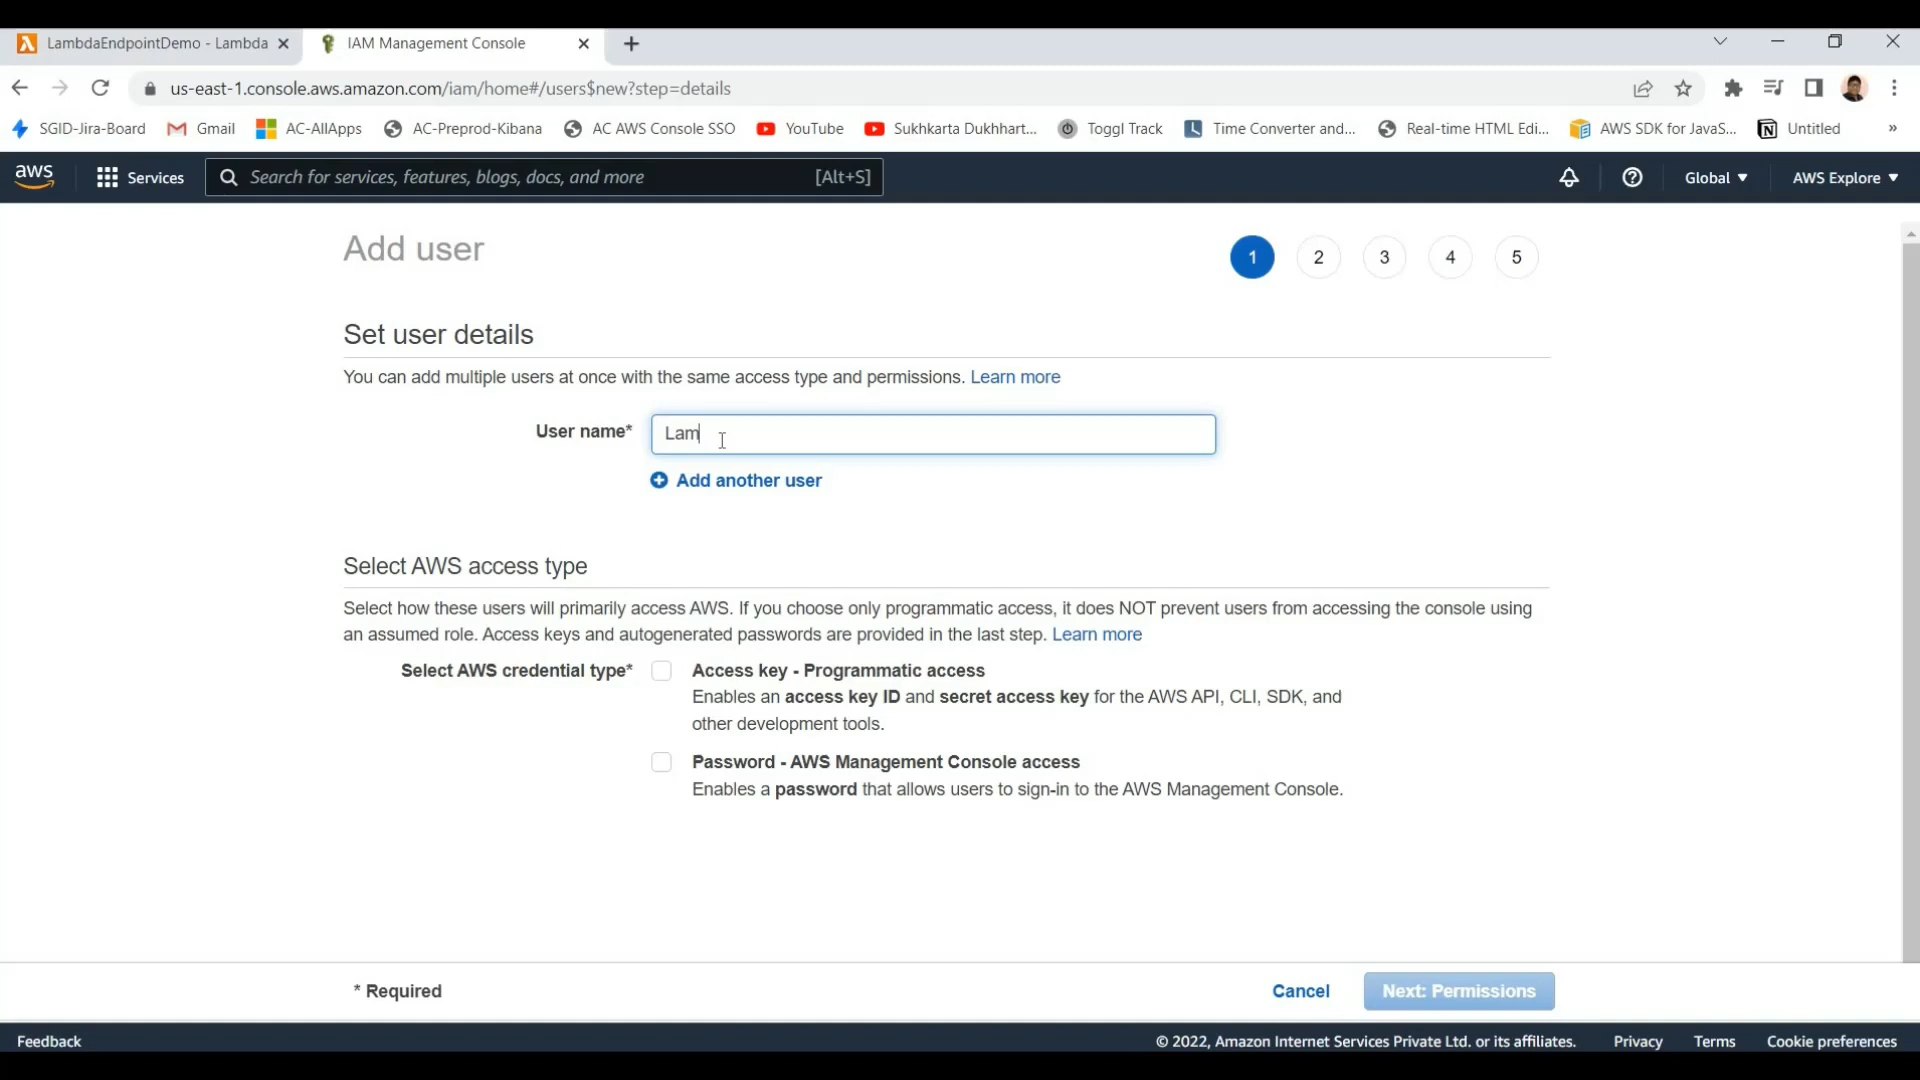 LambdaEndpointDemo - Lambda
IAM Management Console
us-east-1.console.aws.amazon.com/iam/home#/users$new?step=details
SGID-Jira-Board Gmail AC-AllApps AC-Preprod-Kibana AC AWS Console SSO YouTube Sukhkarta Dukhhart... Toggl Track Time Converter and... Real-time HTML Edi... AWS SDK for JavaS... Untitled »
aws Services Search for services, features, blogs, docs, and more [Alt+S] Global AWS Explore
Add user
1 2 3 4 5
Set user details
You can add multiple users at once with the same access type and permissions. Learn more
User name* Lam
Add another user
Select AWS access type
Select how these users will primarily access AWS. If you choose only programmatic access, it does NOT prevent users from accessing the console using
an assumed role. Access keys and autogenerated passwords are provided in the last step. Learn more
Select AWS credential type* Access key - Programmatic access
Enables an access key ID and secret access key for the AWS API, CLI, SDK, and
other development tools.
Password - AWS Management Console access
Enables a password that allows users to sign-in to the AWS Management Console.
* Required Cancel Next: Permissions
Feedback © 2022, Amazon Internet Services Private Ltd. or its affiliates. Privacy Terms Cookie preferences